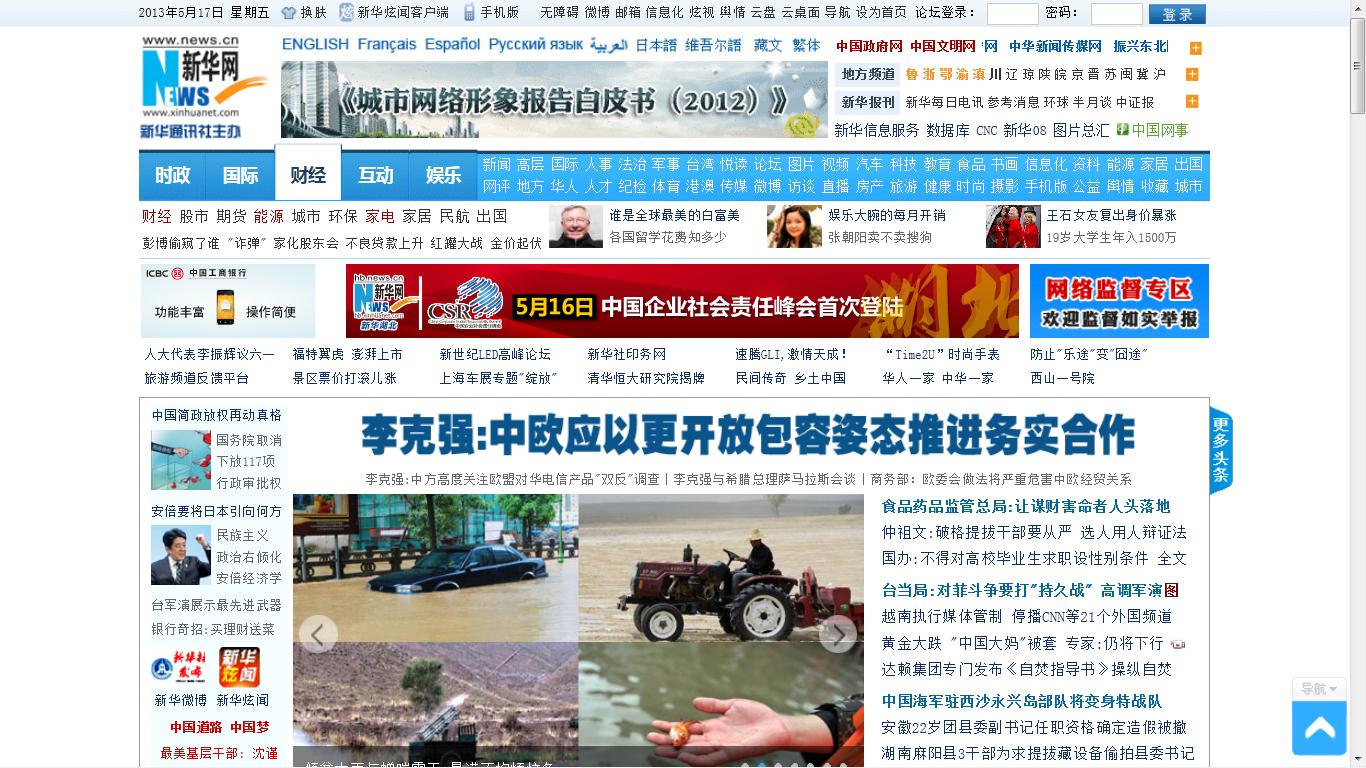 2013年5月17日 星期五 换肤 新华炫闻客户端 手机版 无障碍 微博 邮箱 信息化 炫视 舆情 云盘 云桌面 导航 设为首页 论坛登录： 密码： 登 录
www.news.cn
新华网
NEWS
www.xinhuanet.com
新华通讯社主办
ENGLISH Français Español Русский язык العربية 日本語 维吾尔語 藏文 繁体
《城市网络形象报告白皮书（2012）》
中国政府网 中国文明网 网 中华新闻传媒网 振兴东北
地方频道 鲁 浙 鄂 渝 滇 川 辽 琼 陕 皖 京 晋 苏 闽 冀 沪
新华报刊 新华每日电讯 参考消息 环球 半月谈 中证报
新华信息服务 数据库 CNC 新华08 图片总汇 中国网事
时政 国际 财经 互动 娱乐
新闻 高层 国际 人事 法治 军事 台湾 悦读 论坛 图片 视频 汽车 科技 教育 食品 书画 信息化 资料 能源 家居 出国
网评 地方 华人 人才 纪检 体育 港澳 传媒 微博 访谈 直播 房产 旅游 健康 时尚 摄影 手机版 公益 舆情 收藏 城市
财经 股市 期货 能源 城市 环保 家电 家居 民航 出国
彭博偷窥了谁 "诈弹" 家化股东会 不良贷款上升 红罐大战 金价起伏
谁是全球最美的白富美
各国留学花费知多少
娱乐大腕的每月开销
张朝阳卖不卖搜狗
王石女友复出身价暴涨
19岁大学生年入1500万
ICBC 中国工商银行
功能丰富 操作简便
hb.news.cn
新华网
NEWS
新华湖北
CSR
5月16日 中国企业社会责任峰会首次登陆
湖北
网络监督专区
欢迎监督如实举报
人大代表李振辉议六一 福特翼虎 澎湃上市 新世纪LED高峰论坛 新华社印务网 速腾GLI,激情天成! “Time2U”时尚手表 防止"乐途"变"囧途"
旅游频道反馈平台 景区票价打滚儿涨 上海车展专题"绽放" 清华恒大研究院揭牌 民间传奇 乡土中国 华人一家 中华一家 西山一号院
中国简政放权再动真格
国务院取消
下放117项
行政审批权
安倍要将日本引向何方
民族主义
政治右倾化
安倍经济学
台军演展示最先进武器
银行奇招:买理财送菜
新华社发布
新华炫闻
新华微博 新华炫闻
中国道路 中国梦
最美基层干部: 沈谨
李克强:中欧应以更开放包容姿态推进务实合作
李克强:中方高度关注欧盟对华电信产品"双反"调查 | 李克强与希腊总理萨马拉斯会谈 | 商务部: 欧委会做法将严重危害中欧经贸关系
更多头条
食品药品监管总局:让谋财害命者人头落地
仲祖文:破格提拔干部要从严 选人用人辩证法
国办:不得对高校毕业生求职设性别条件 全文
台当局:对菲斗争要打"持久战" 高调军演图
越南执行媒体管制 停播CNN等21个外国频道
黄金大跌 "中国大妈"被套 专家:仍将下行
达赖集团专门发布《自焚指导书》操纵自焚
中国海军驻西沙永兴岛部队将变身特战队
安徽22岁团县委副书记任职资格确定造假被撤
湖南麻阳县3干部为求提拔藏设备偷拍县委书记
导航